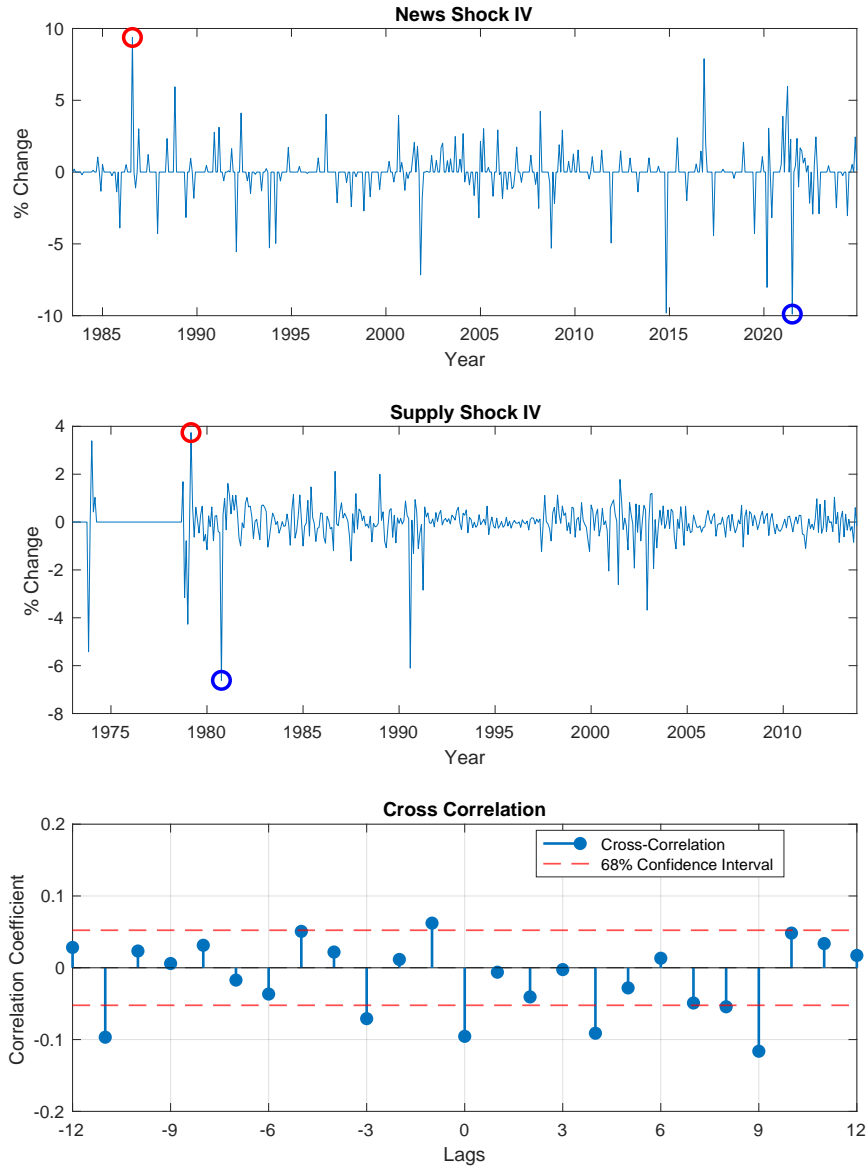 News Shock IV
10
5
0
-5
-10
% Change
1985 1990 1995 2000 2005 2010 2015 2020
Year
Supply Shock IV
4
2
0
-2
-4
-6
-8
% Change
1975 1980 1985 1990 1995 2000 2005 2010
Year
Cross Correlation
0.2
0.1
0
-0.1
-0.2
Correlation Coefficient
Cross-Correlation
68% Confidence Interval
-12 -9 -6 -3 0 3 6 9 12
Lags